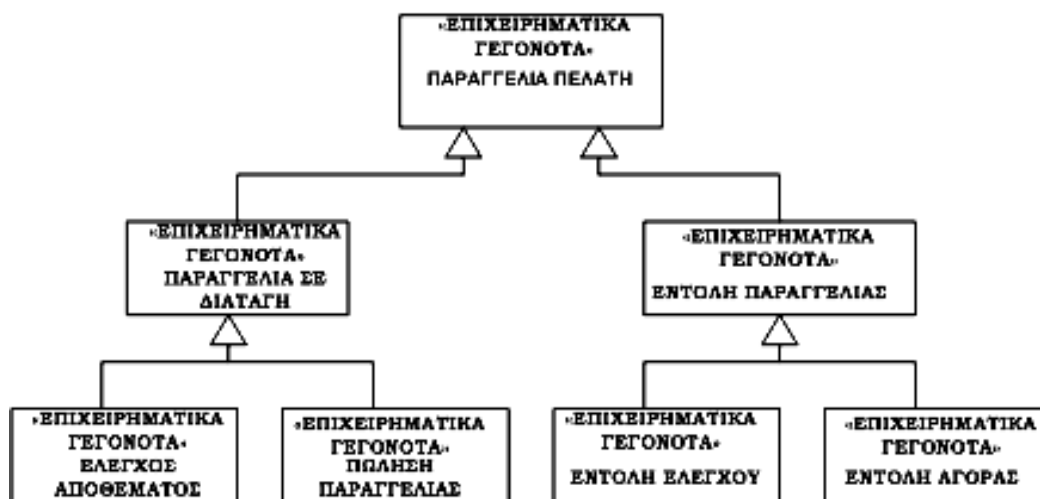 «ΕΠΙΧΕΙΡΗΜΑΤΙΚΑ
ΓΕΓΟΝΟΤΑ»
ΠΑΡΑΓΓΕΛΙΑ ΠΕΛΑΤΗ
«ΕΠΙΧΕΙΡΗΜΑΤΙΚΑ
ΓΕΓΟΝΟΤΑ»
ΠΑΡΑΓΓΕΛΙΑ ΣΕ
ΔΙΑΤΑΓΗ
«ΕΠΙΧΕΙΡΗΜΑΤΙΚΑ
ΓΕΓΟΝΟΤΑ»
ΕΝΤΟΛΗ ΠΑΡΑΓΓΕΛΙΑΣ
«ΕΠΙΧΕΙΡΗΜΑΤΙΚΑ
ΓΕΓΟΝΟΤΑ»
ΕΛΕΓΧΟΣ
ΑΠΟΘΕΜΑΤΟΣ
«ΕΠΙΧΕΙΡΗΜΑΤΙΚΑ
ΓΕΓΟΝΟΤΑ»
ΠΩΛΗΣΗ
ΠΑΡΑΓΓΕΛΙΑΣ
«ΕΠΙΧΕΙΡΗΜΑΤΙΚΑ
ΓΕΓΟΝΟΤΑ»
ΕΝΤΟΛΗ ΕΛΕΓΧΟΥ
«ΕΠΙΧΕΙΡΗΜΑΤΙΚΑ
ΓΕΓΟΝΟΤΑ»
ΕΝΤΟΛΗ ΑΓΟΡΑΣ